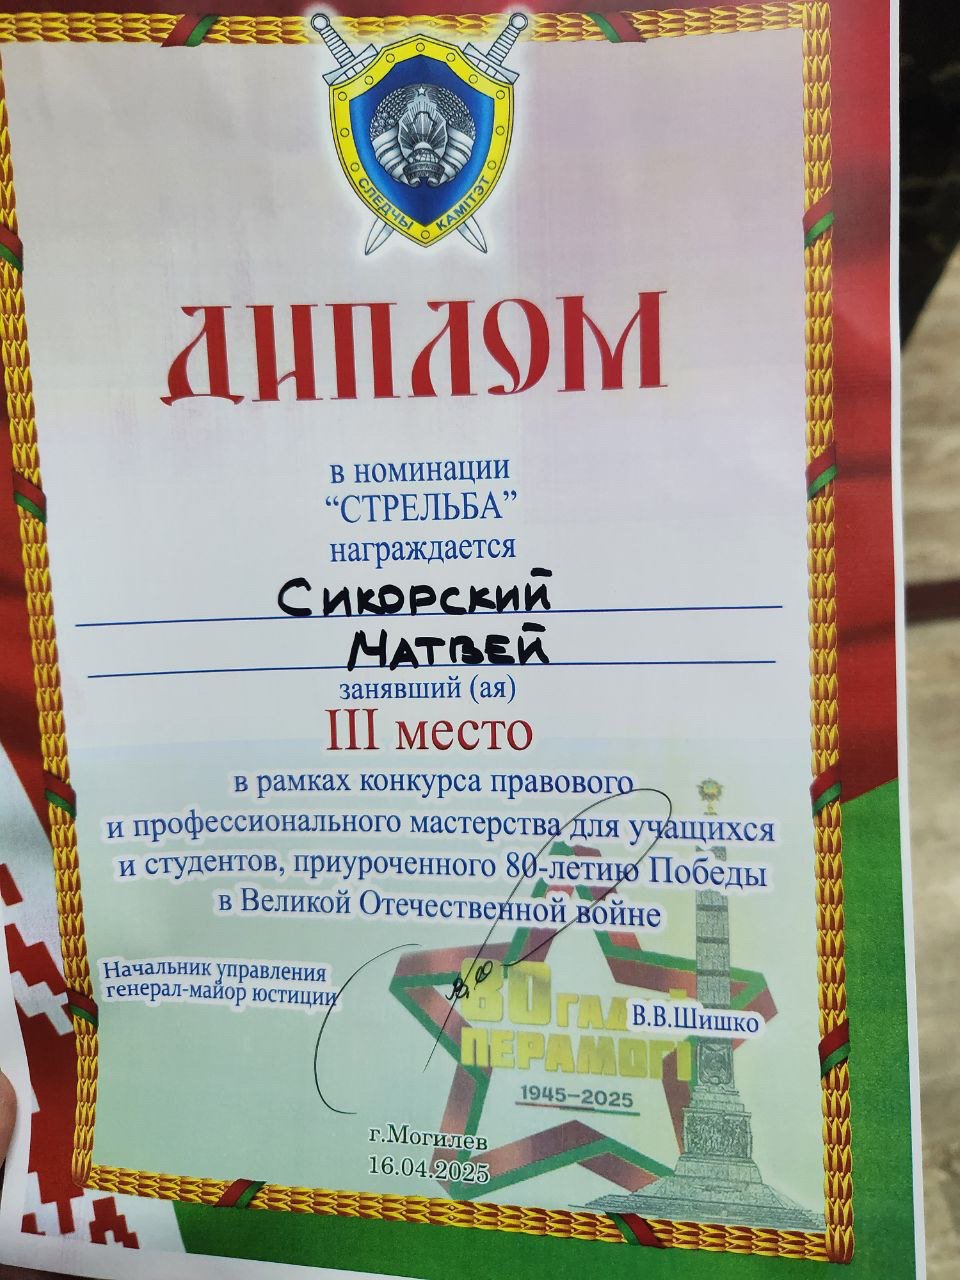 СЛЕДЧЫ КАМІТЭТ
ДИПЛОМ
в номинации
“СТРЕЛЬБА”
награждается
Сикорский
Матвей
занявший (ая)
III место
в рамках конкурса правового
и профессионального мастерства для учащихся
и студентов, приуроченного 80-летию Победы
в Великой Отечественной войне
Начальник управления
генерал-майор юстиции
В.В.Шишко
80 ГАДОЎ
ПЕРАМОГІ
1945–2025
г.Могилев
16.04.2025